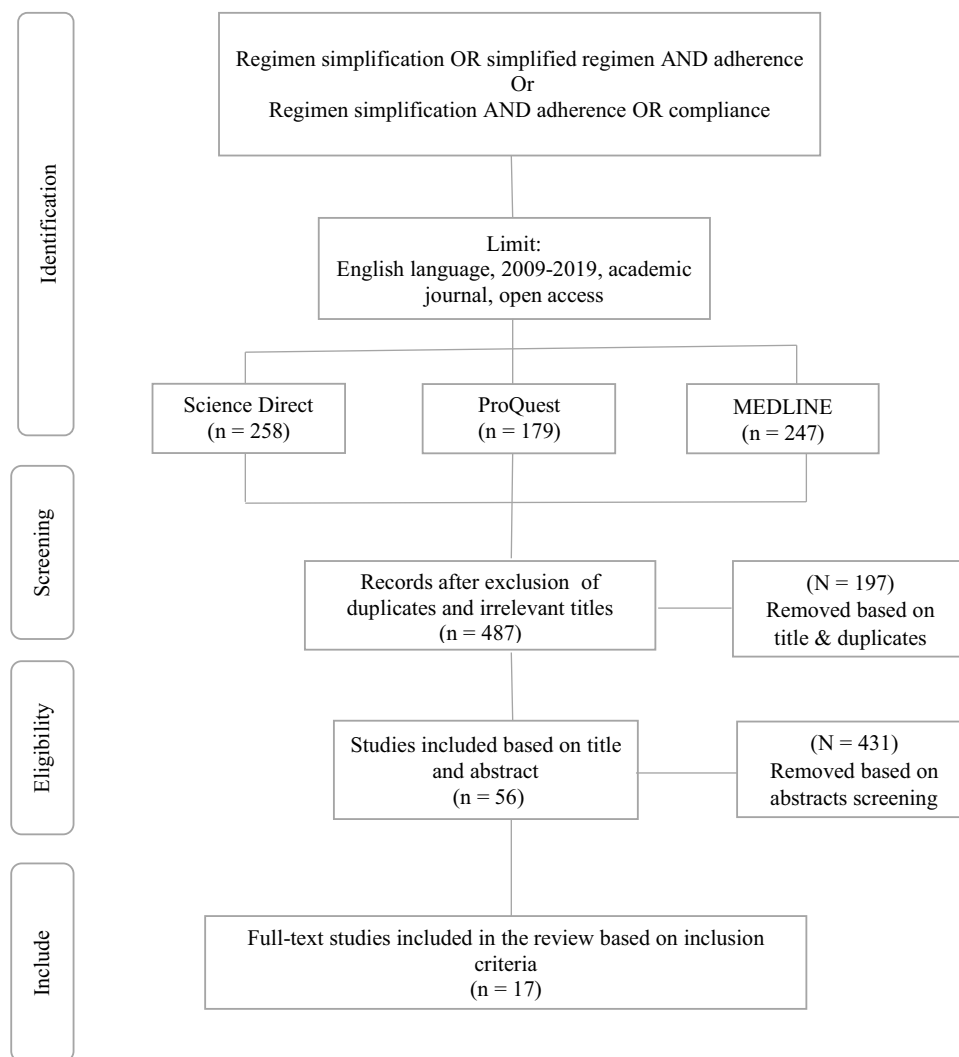 Identification
Regimen simplification OR simplified regimen AND adherence
Or
Regimen simplification AND adherence OR compliance
Limit:
English language, 2009-2019, academic
journal, open access
Science Direct
(n = 258)
ProQuest
(n = 179)
MEDLINE
(n = 247)
Screening
Records after exclusion of
duplicates and irrelevant titles
(n = 487)
(N = 197)
Removed based on
title & duplicates
Eligibility
Studies included based on title
and abstract
(n = 56)
(N = 431)
Removed based on
abstracts screening
Include
Full-text studies included in the review based on inclusion
criteria
(n = 17)